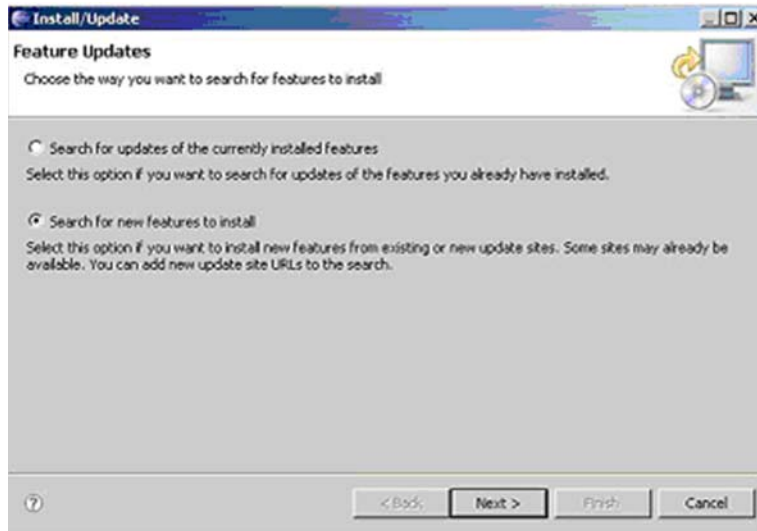 Install/Update
Feature Updates
Choose the way you want to search for features to install
Search for updates of the currently installed features
Select this option if you want to search for updates of the features you already have installed.
Search for new features to install
Select this option if you want to install new features from existing or new update sites. Some sites may already be
available. You can add new update site URLs to the search.
? < Back Next > Finish Cancel